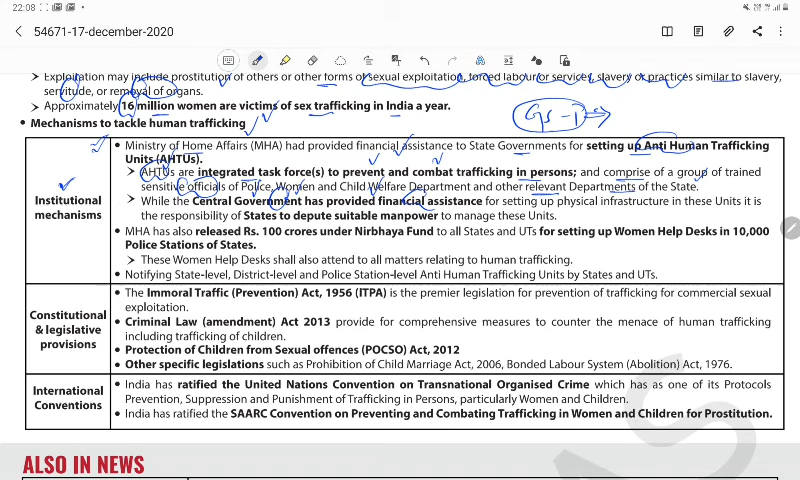 22:08
54671-17-december-2020
➤ Exploitation may include prostitution of others or other forms of sexual exploitation, forced labour or services, slavery or practices similar to slavery,
servitude, or removal of organs.
➤ Approximately 16 million women are victims of sex trafficking in India a year.
GS-1
• Mechanisms to tackle human trafficking
Institutional
mechanisms
• Ministry of Home Affairs (MHA) had provided financial assistance to State Governments for setting up Anti Human Trafficking
Units (AHTUs).
➤ AHTUs are integrated task force(s) to prevent and combat trafficking in persons; and comprise of a group of trained
sensitive officials of Police, Women and Child Welfare Department and other relevant Departments of the State.
➤ While the Central Government has provided financial assistance for setting up physical infrastructure in these Units it is
the responsibility of States to depute suitable manpower to manage these Units.
• MHA has also released Rs. 100 crores under Nirbhaya Fund to all States and UTs for setting up Women Help Desks in 10,000
Police Stations of States.
➤ These Women Help Desks shall also attend to all matters relating to human trafficking.
• Notifying State-level, District-level and Police Station-level Anti Human Trafficking Units by States and UTs.
Constitutional
& legislative
provisions
• The Immoral Traffic (Prevention) Act, 1956 (ITPA) is the premier legislation for prevention of trafficking for commercial sexual
exploitation.
• Criminal Law (amendment) Act 2013 provide for comprehensive measures to counter the menace of human trafficking
including trafficking of children.
• Protection of Children from Sexual offences (POCSO) Act, 2012
• Other specific legislations such as Prohibition of Child Marriage Act, 2006, Bonded Labour System (Abolition) Act, 1976.
International
Conventions
• India has ratified the United Nations Convention on Transnational Organised Crime which has as one of its Protocols
Prevention, Suppression and Punishment of Trafficking in Persons, particularly Women and Children.
• India has ratified the SAARC Convention on Preventing and Combating Trafficking in Women and Children for Prostitution.
ALSO IN NEWS